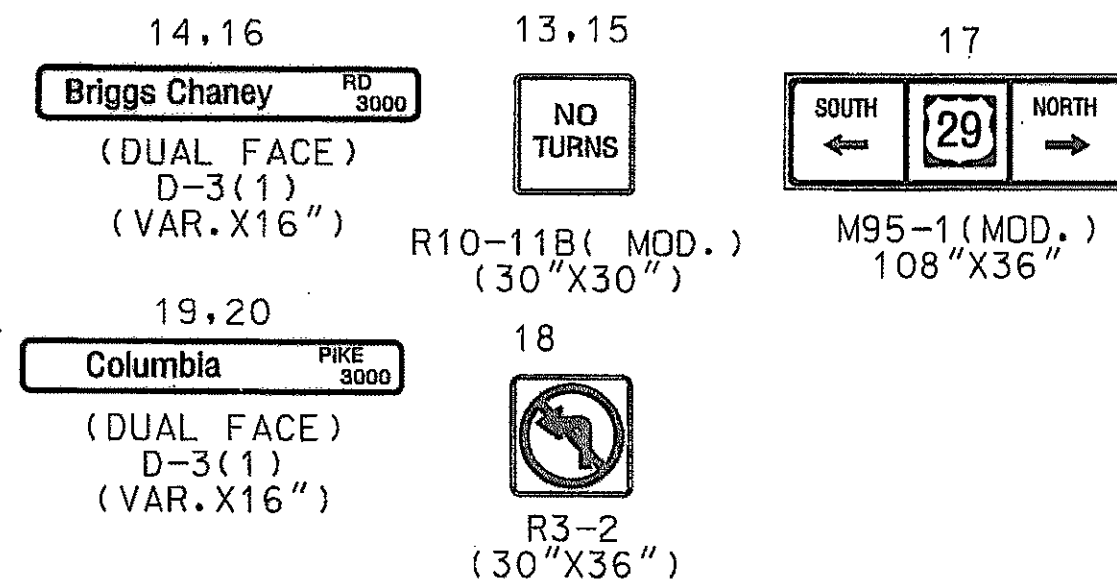 14,16
Briggs Chaney RD
3000
(DUAL FACE)
D-3(1)
(VAR.X16")
13,15
NO
TURNS
R10-11B( MOD.)
(30"X30")
17
SOUTH 29 NORTH
M95-1(MOD.)
108"X36"
19,20
Columbia PIKE
3000
(DUAL FACE)
D-3(1)
(VAR.X16")
18
R3-2
(30"X36")